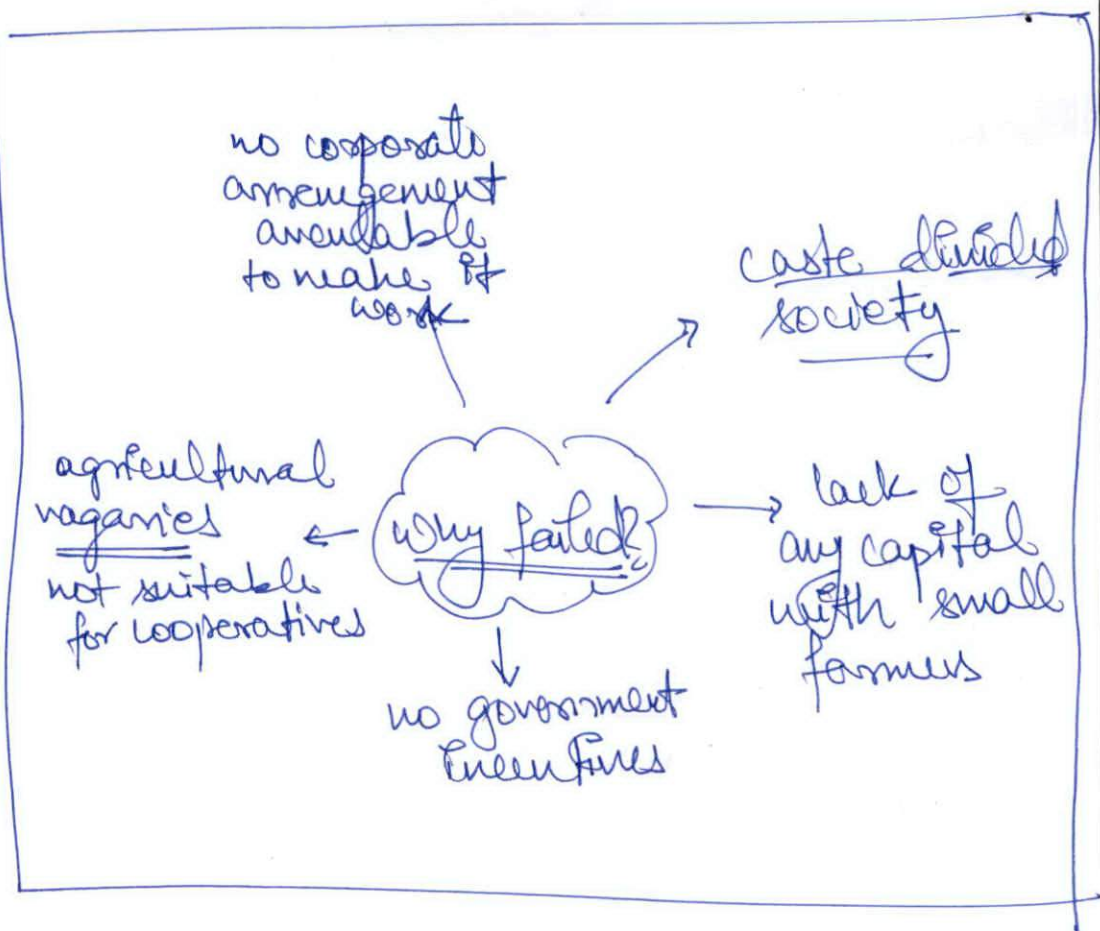 no corporate
arrangement
available
to make it
work
caste divided
society
why failed?
agricultural
vagaries
not suitable
for cooperatives
lack of
any capital
with small
farmers
no government
incentives